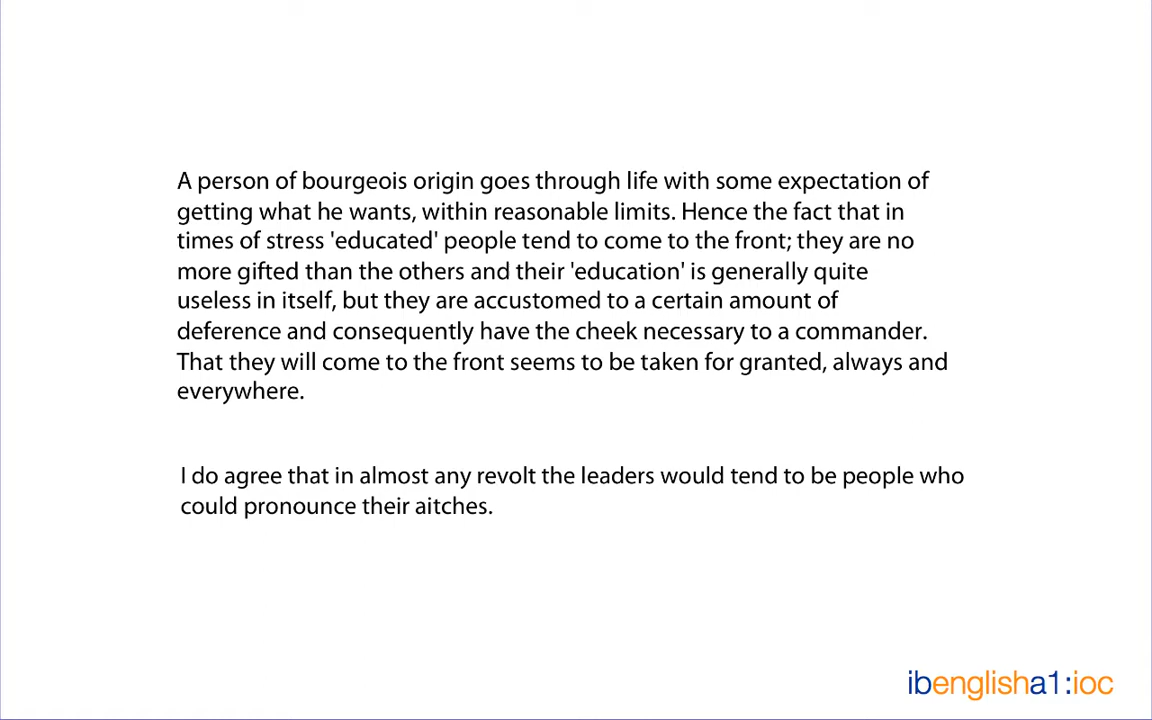 A person of bourgeois origin goes through life with some expectation of
getting what he wants, within reasonable limits. Hence the fact that in
times of stress 'educated' people tend to come to the front; they are no
more gifted than the others and their 'education' is generally quite
useless in itself, but they are accustomed to a certain amount of
deference and consequently have the cheek necessary to a commander.
That they will come to the front seems to be taken for granted, always and
everywhere.
I do agree that in almost any revolt the leaders would tend to be people who
could pronounce their aitches.
ibenglisha1:ioc